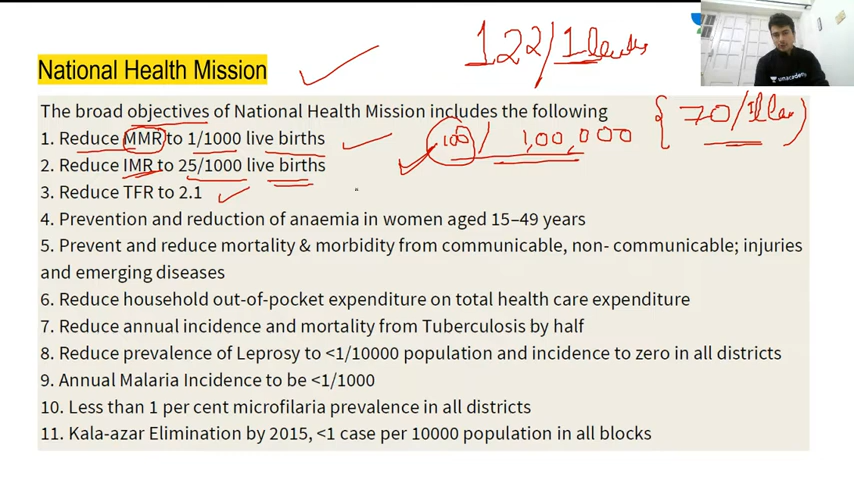 122/1 lakhs
unacademy
National Health Mission
The broad objectives of National Health Mission includes the following
{70/1 lakh}
1. Reduce MMR to 1/1000 live births 100/1,00,000
2. Reduce IMR to 25/1000 live births
3. Reduce TFR to 2.1
4. Prevention and reduction of anaemia in women aged 15–49 years
5. Prevent and reduce mortality & morbidity from communicable, non- communicable; injuries
and emerging diseases
6. Reduce household out-of-pocket expenditure on total health care expenditure
7. Reduce annual incidence and mortality from Tuberculosis by half
8. Reduce prevalence of Leprosy to <1/10000 population and incidence to zero in all districts
9. Annual Malaria Incidence to be <1/1000
10. Less than 1 per cent microfilaria prevalence in all districts
11. Kala-azar Elimination by 2015, <1 case per 10000 population in all blocks